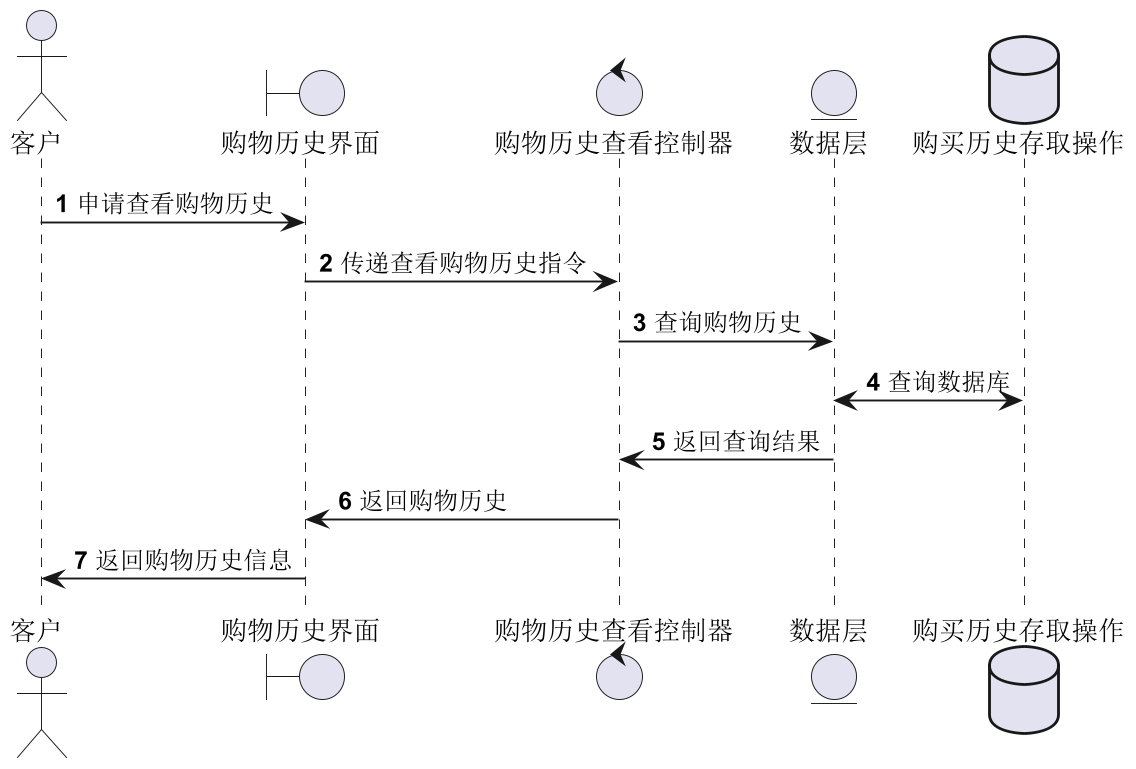 客户
购物历史界面
购物历史查看控制器
数据层
购买历史存取操作
1 申请查看购物历史
2 传递查看购物历史指令
3 查询购物历史
4 查询数据库
5 返回查询结果
6 返回购物历史
7 返回购物历史信息
客户
购物历史界面
购物历史查看控制器
数据层
购买历史存取操作